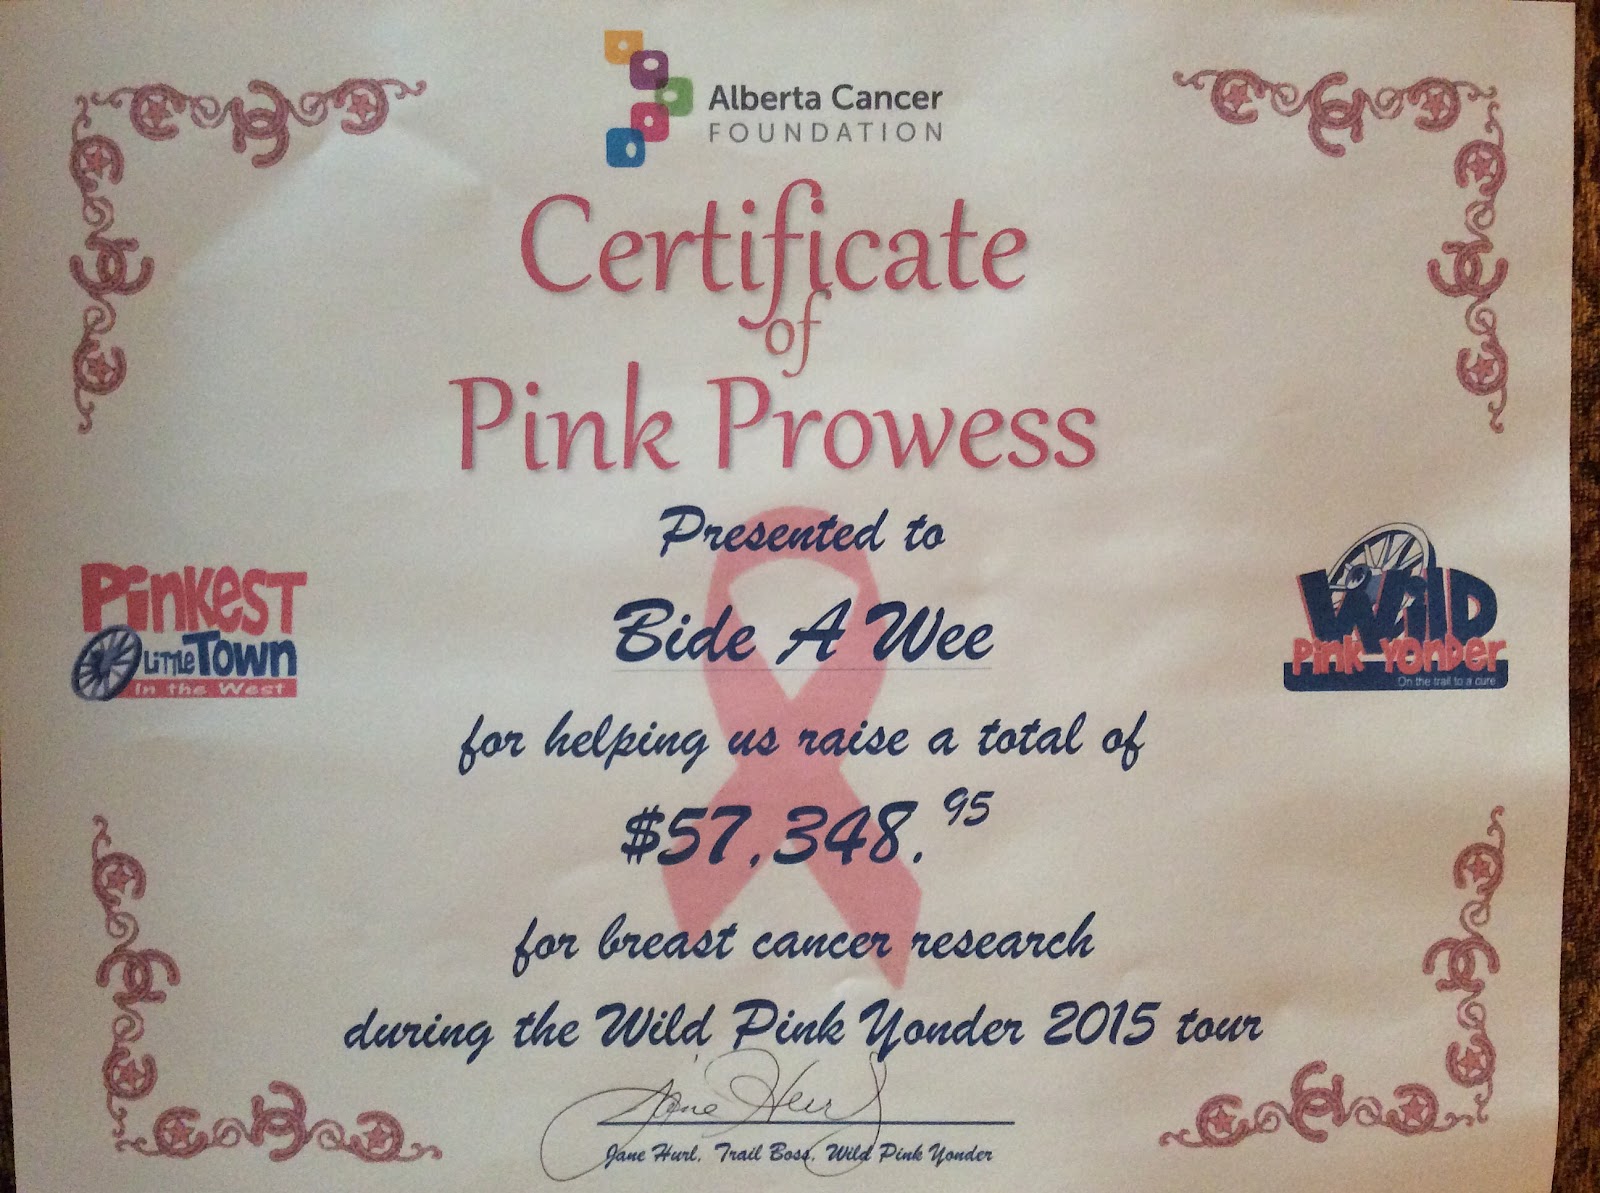 Alberta Cancer
FOUNDATION
Certificate
of
Pink Prowess
Presented to
Bide A Wee
for helping us raise a total of
$57,348.95
for breast cancer research
during the Wild Pink Yonder 2015 tour
Jane Hurl
Jane Hurl, Trail Boss, Wild Pink Yonder
PinKEST
LiTTLE TOWN
In the West
WilD
Pink YonDer
On the trail to a cure